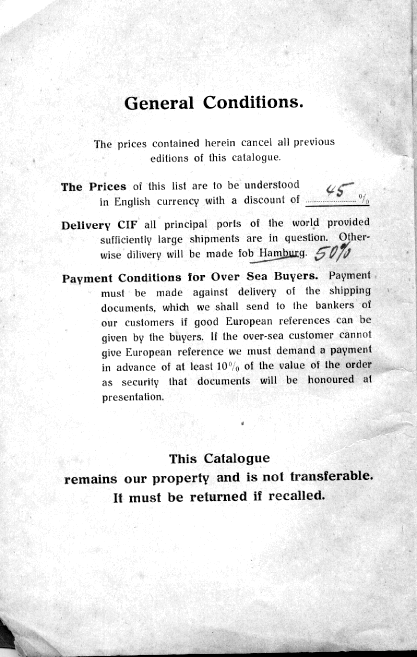 General Conditions.
The prices contained herein cancel all previous
editions of this catalogue.
The Prices of this list are to be understood
in English currency with a discount of 45 %
Delivery CIF all principal ports of the world provided
sufficiently large shipments are in question. Other-
wise dilivery will be made fob Hamburg. 50%
Payment Conditions for Over Sea Buyers. Payment
must be made against delivery of the shipping
documents, which we shall send to the bankers of
our customers if good European references can be
given by the buyers. If the over-sea customer cannot
give European reference we must demand a payment
in advance of at least 10% of the value of the order
as security that documents will be honoured at
presentation.
This Catalogue
remains our property and is not transferable.
It must be returned if recalled.